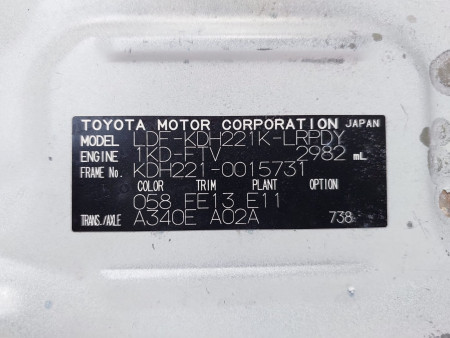 TOYOTA MOTOR CORPORATION JAPAN
MODEL LDF-KDH221K-LRPDY
ENGINE 1KD-FTV 2982 mL
FRAME No. KDH221-0015731
COLOR TRIM PLANT OPTION
058 FE13 E11
TRANS./AXLE A340E A02A 738